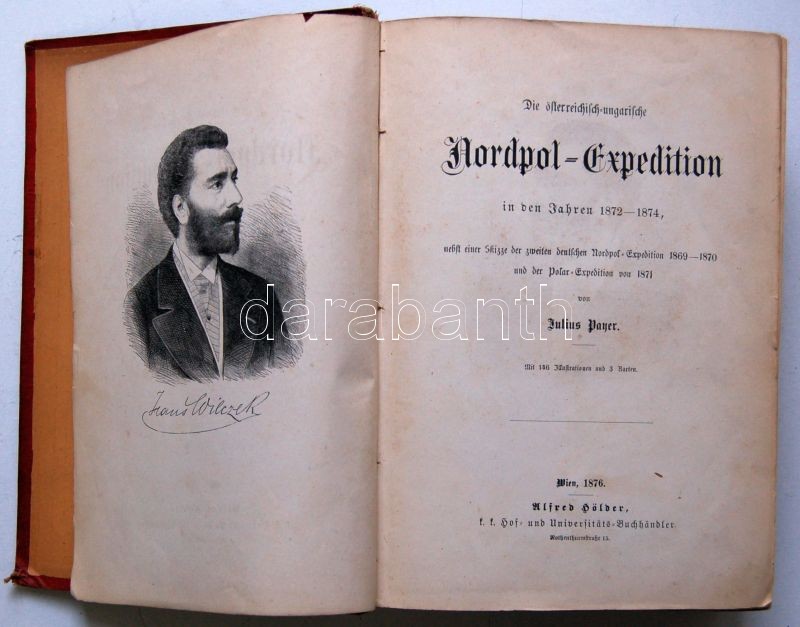 Hans Wilczek
Die österreichisch-ungarische
Nordpol-Expedition
in den Jahren 1872—1874,
nebst einer Skizze der zweiten deutschen Nordpol-Expedition 1869—1870
und der Polar-Expedition von 1871
von
Julius Payer.
Mit 146 Illustrationen und 3 Karten.
Wien, 1876.
Alfred Hölder,
k. k. Hof- und Universitäts-Buchhändler.
Rothenthurmstraße 15.
darabanth